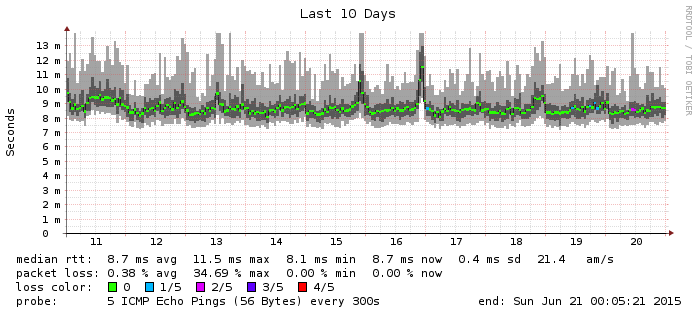 Last 10 Days
RRDTOOL / TOBI OETIKER
Seconds
13 m
12 m
11 m
10 m
9 m
8 m
7 m
6 m
5 m
4 m
3 m
2 m
1 m
0
11 12 13 14 15 16 17 18 19 20
median rtt: 8.7 ms avg 11.5 ms max 8.1 ms min 8.7 ms now 0.4 ms sd 21.4 am/s
packet loss: 0.38 % avg 34.69 % max 0.00 % min 0.00 % now
loss color: 0 1/5 2/5 3/5 4/5
probe: 5 ICMP Echo Pings (56 Bytes) every 300s end: Sun Jun 21 00:05:21 2015